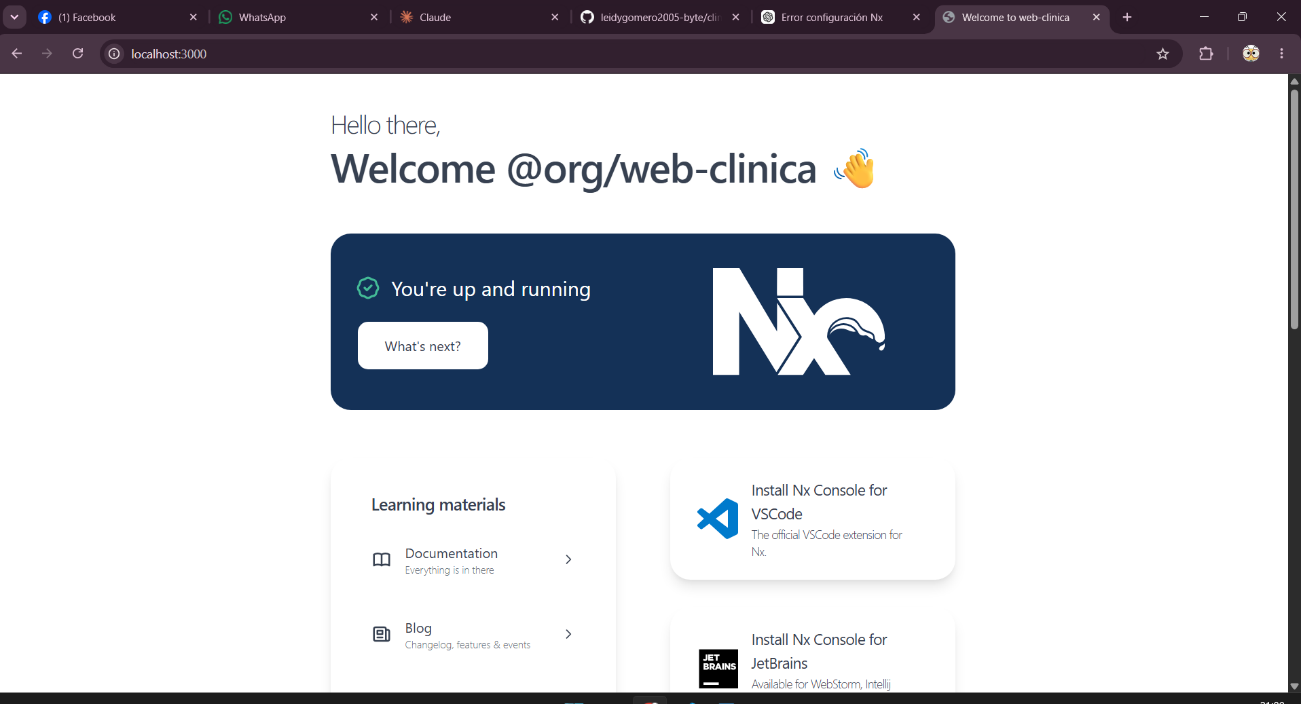 (1) Facebook
WhatsApp
Claude
leidygomero2005-byte/clin
Error configuración Nx
Welcome to web-clinica
localhost:3000
Hello there,
Welcome @org/web-clinica 👋
You're up and running
What's next?
Nx
Learning materials
Documentation
Everything is in there
Blog
Changelog, features & events
Install Nx Console for
VSCode
The official VSCode extension for
Nx.
Install Nx Console for
JetBrains
Available for WebStorm, Intellij
JET
BRAINS